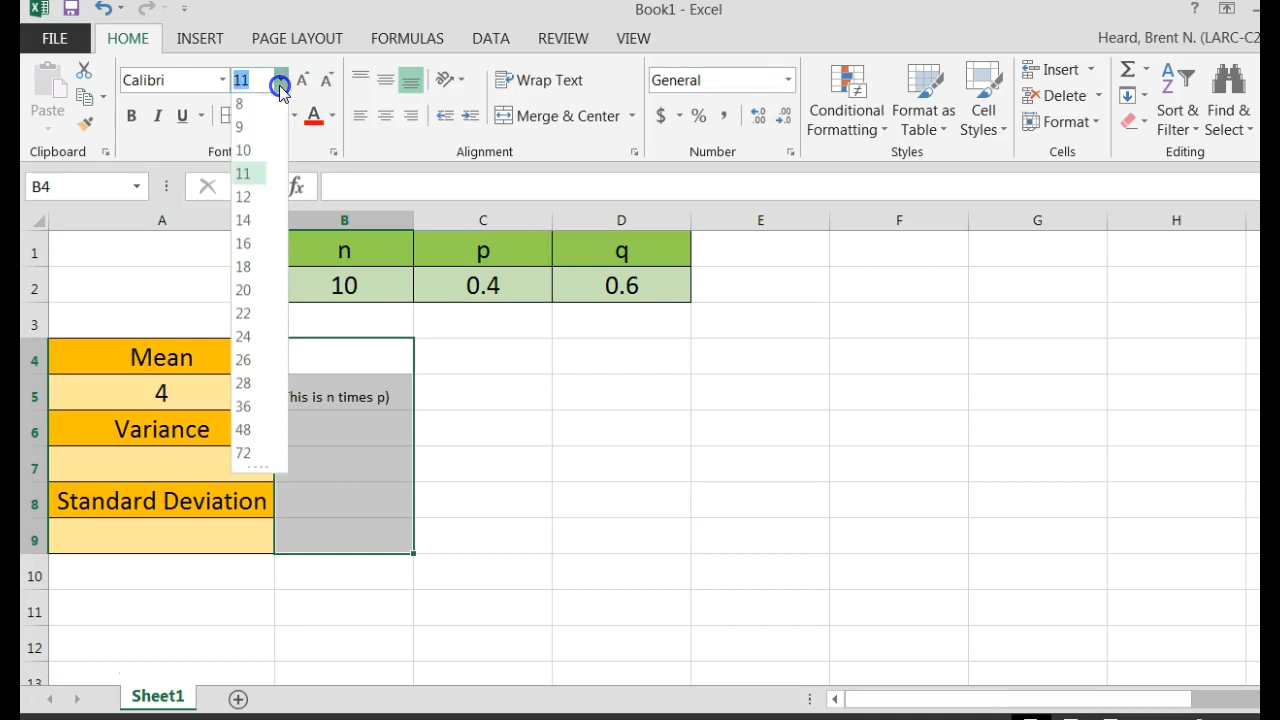 Book1 - Excel
?
FILE HOME INSERT PAGE LAYOUT FORMULAS DATA REVIEW VIEW Heard, Brent N. (LARC-C2
Paste
Clipboard
Calibri 11
B I U A
Font
Wrap Text
Merge & Center
Alignment
General
$ % ,
Number
Conditional Formatting
Format as Table
Cell Styles
Styles
Insert
Delete
Format
Cells
Sort & Filter
Find & Select
Editing
8
9
10
11
12
14
16
18
20
22
24
26
28
36
48
72
B4 fx
A B C D E F G H
1 n p q
2 10 0.4 0.6
3
4 Mean
5 4 his is n times p)
6 Variance
7
8 Standard Deviation
9
10
11
12
13
Sheet1